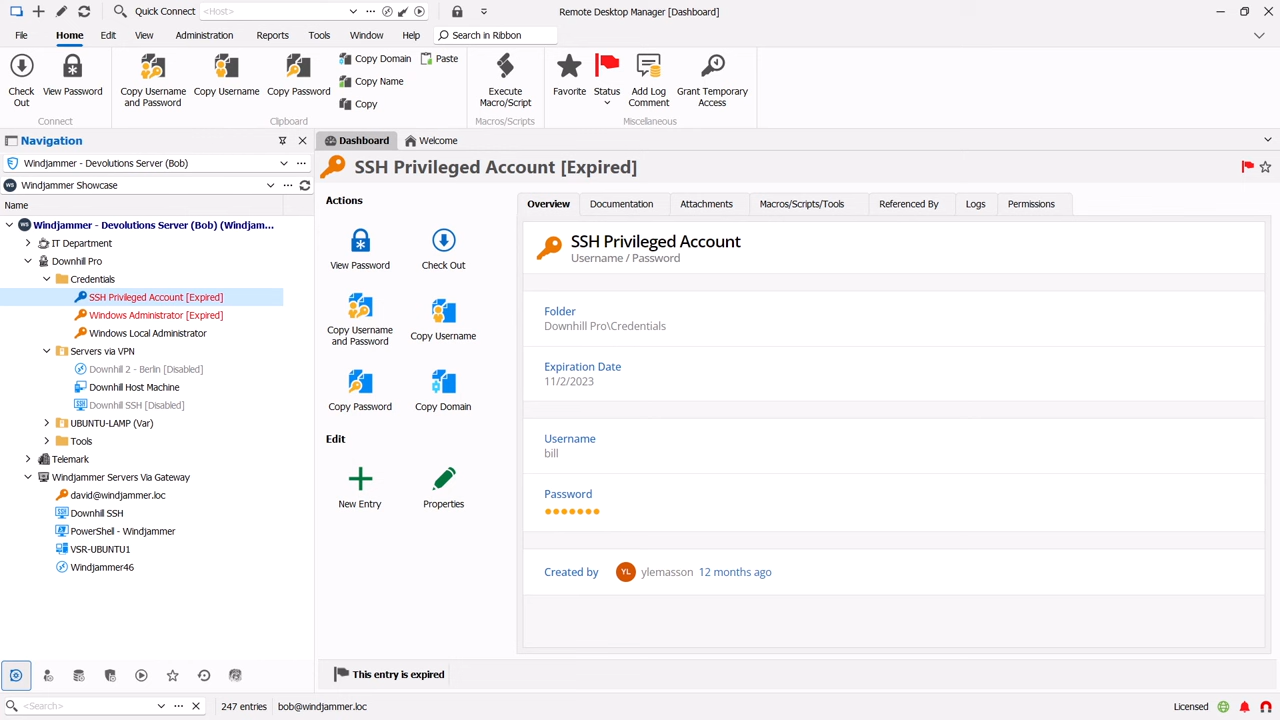 Quick Connect <Host> Remote Desktop Manager [Dashboard]
File Home Edit View Administration Reports Tools Window Help Search in Ribbon
Check Out
View Password
Copy Username and Password
Copy Username
Copy Password
Copy Domain
Paste
Copy Name
Copy
Execute Macro/Script
Favorite
Status
Add Log Comment
Grant Temporary Access
Connect Clipboard Macros/Scripts Miscellaneous
Navigation
Windjammer - Devolutions Server (Bob)
WS Windjammer Showcase
Name
WS Windjammer - Devolutions Server (Bob) (Windjam...
IT Department
Downhill Pro
Credentials
SSH Privileged Account [Expired]
Windows Administrator [Expired]
Windows Local Administrator
Servers via VPN
Downhill 2 - Berlin [Disabled]
Downhill Host Machine
Downhill SSH [Disabled]
UBUNTU-LAMP (Var)
Tools
Telemark
Windjammer Servers Via Gateway
david@windjammer.loc
Downhill SSH
PowerShell - Windjammer
VSR-UBUNTU1
Windjammer46
<Search>
247 entries
bob@windjammer.loc
Dashboard Welcome
SSH Privileged Account [Expired]
Actions
View Password
Check Out
Copy Username and Password
Copy Username
Copy Password
Copy Domain
Edit
New Entry
Properties
Overview Documentation Attachments Macros/Scripts/Tools Referenced By Logs Permissions
SSH Privileged Account
Username / Password
Folder
Downhill Pro\Credentials
Expiration Date
11/2/2023
Username
bill
Password
●●●●●●●
Created by YL ylemasson 12 months ago
This entry is expired
Licensed